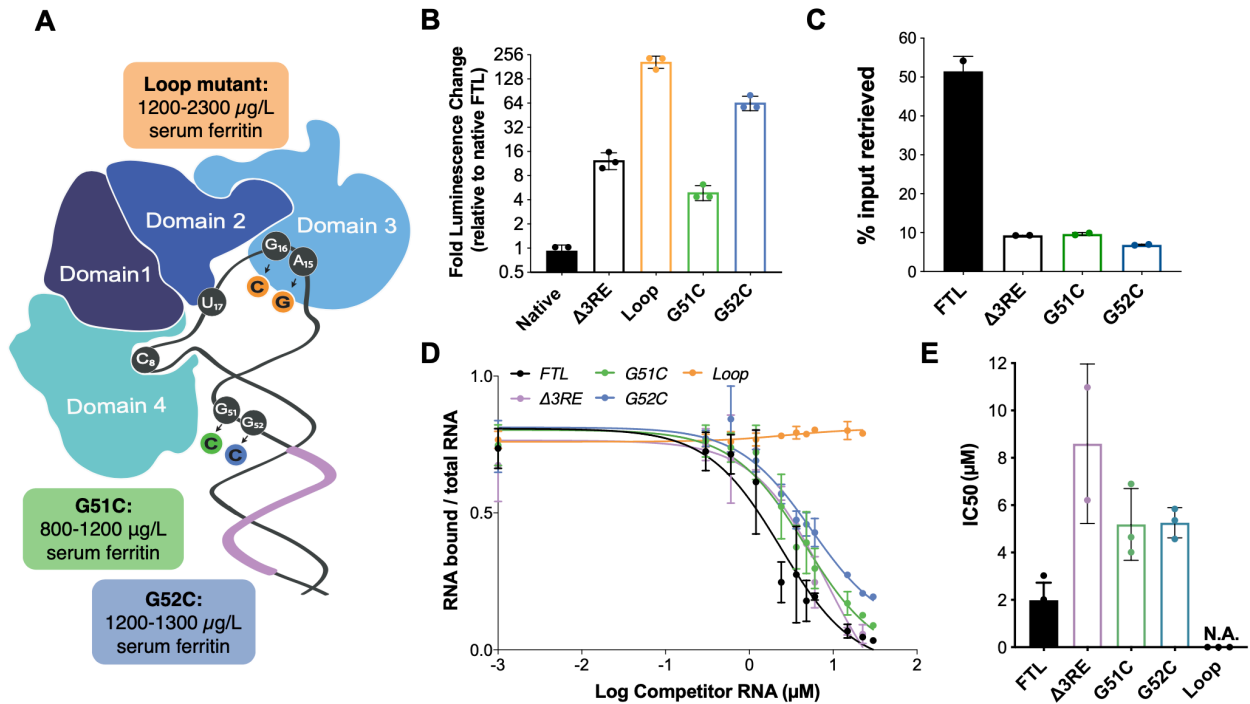 A
Loop mutant:
1200-2300 µg/L
serum ferritin
Domain 2
Domain 3
Domain1
Domain 4
G16
A15
C
G
U17
C8
G51
G52
C
C
G51C:
800-1200 µg/L
serum ferritin
G52C:
1200-1300 µg/L
serum ferritin
B
Fold Luminescence Change
(relative to native FTL)
256
128
64
32
16
8
4
2
1
0.5
Native
Δ3RE
Loop
G51C
G52C
C
% input retrieved
60
50
40
30
20
10
0
FTL
Δ3RE
G51C
G52C
D
RNA bound / total RNA
1.0
0.5
0.0
FTL
G51C
Loop
Δ3RE
G52C
-3
-2
-1
0
1
2
Log Competitor RNA (µM)
E
IC50 (µM)
12
10
8
6
4
2
0
N.A.
FTL
Δ3RE
G51C
G52C
Loop